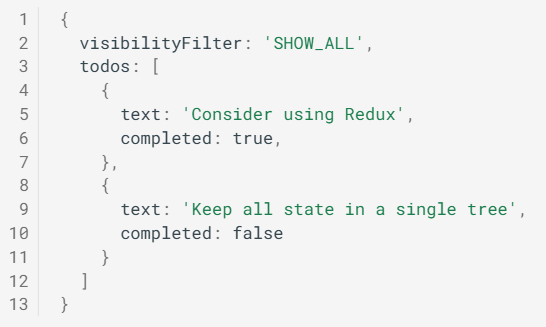 1 {
2   visibilityFilter: 'SHOW_ALL',
3   todos: [
4     {
5       text: 'Consider using Redux',
6       completed: true,
7     },
8     {
9       text: 'Keep all state in a single tree',
10       completed: false
11     }
12   ]
13 }